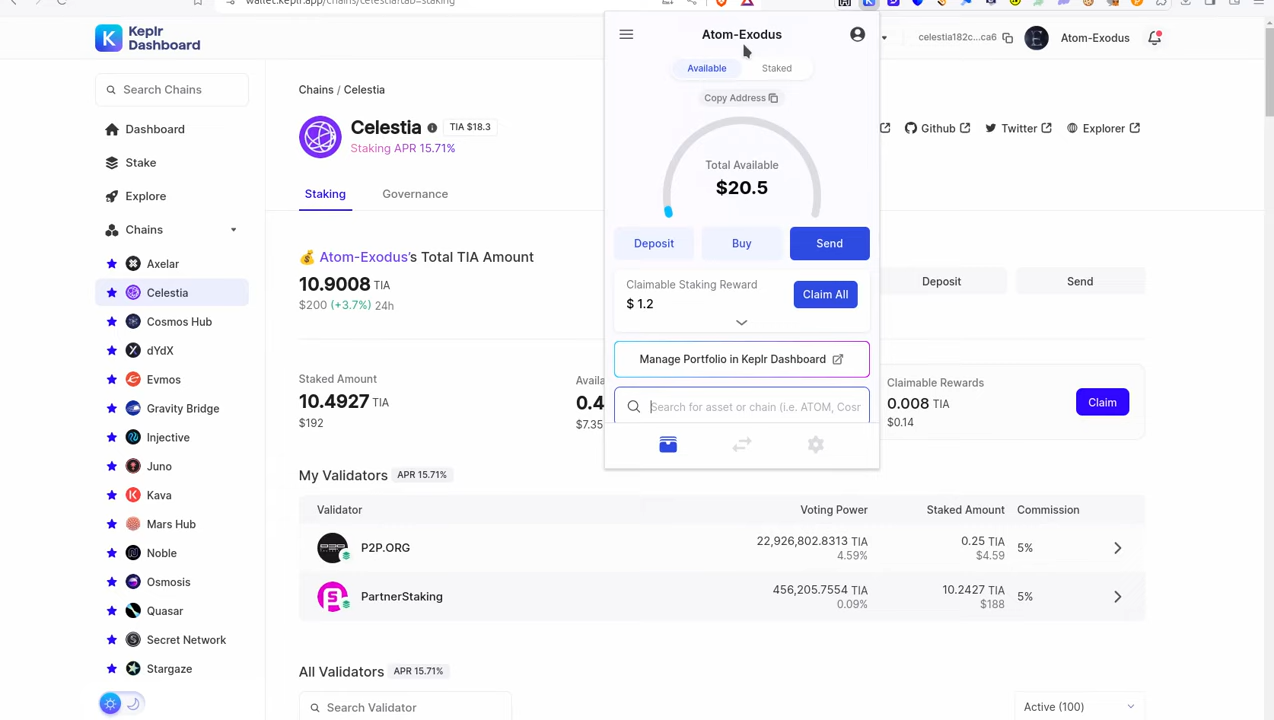 wallet.keplr.app/chains/celestia?tab=staking
Keplr
Dashboard
celestia182c...ca6
Atom-Exodus
Search Chains
Dashboard
Stake
Explore
Chains
Axelar
Celestia
Cosmos Hub
dYdX
Evmos
Gravity Bridge
Injective
Juno
Kava
Mars Hub
Noble
Osmosis
Quasar
Secret Network
Stargaze
Chains / Celestia
Celestia
TIA $18.3
Staking APR 15.71%
Github
Twitter
Explorer
Staking
Governance
💰 Atom-Exodus's Total TIA Amount
10.9008 TIA
$200 (+3.7%) 24h
Deposit
Send
Staked Amount
10.4927 TIA
$192
Availa
0.4
$7.35
Claimable Rewards
0.008 TIA
$0.14
Claim
My Validators
APR 15.71%
Validator
Voting Power
Staked Amount
Commission
P2P.ORG
22,926,802.8313 TIA
4.59%
0.25 TIA
$4.59
5%
PartnerStaking
456,205.7554 TIA
0.09%
10.2427 TIA
$188
5%
All Validators
APR 15.71%
Search Validator
Active (100)
Atom-Exodus
Available
Staked
Copy Address
Total Available
$20.5
Deposit
Buy
Send
Claimable Staking Reward
$ 1.2
Claim All
Manage Portfolio in Keplr Dashboard
Search for asset or chain (i.e. ATOM, Cosr